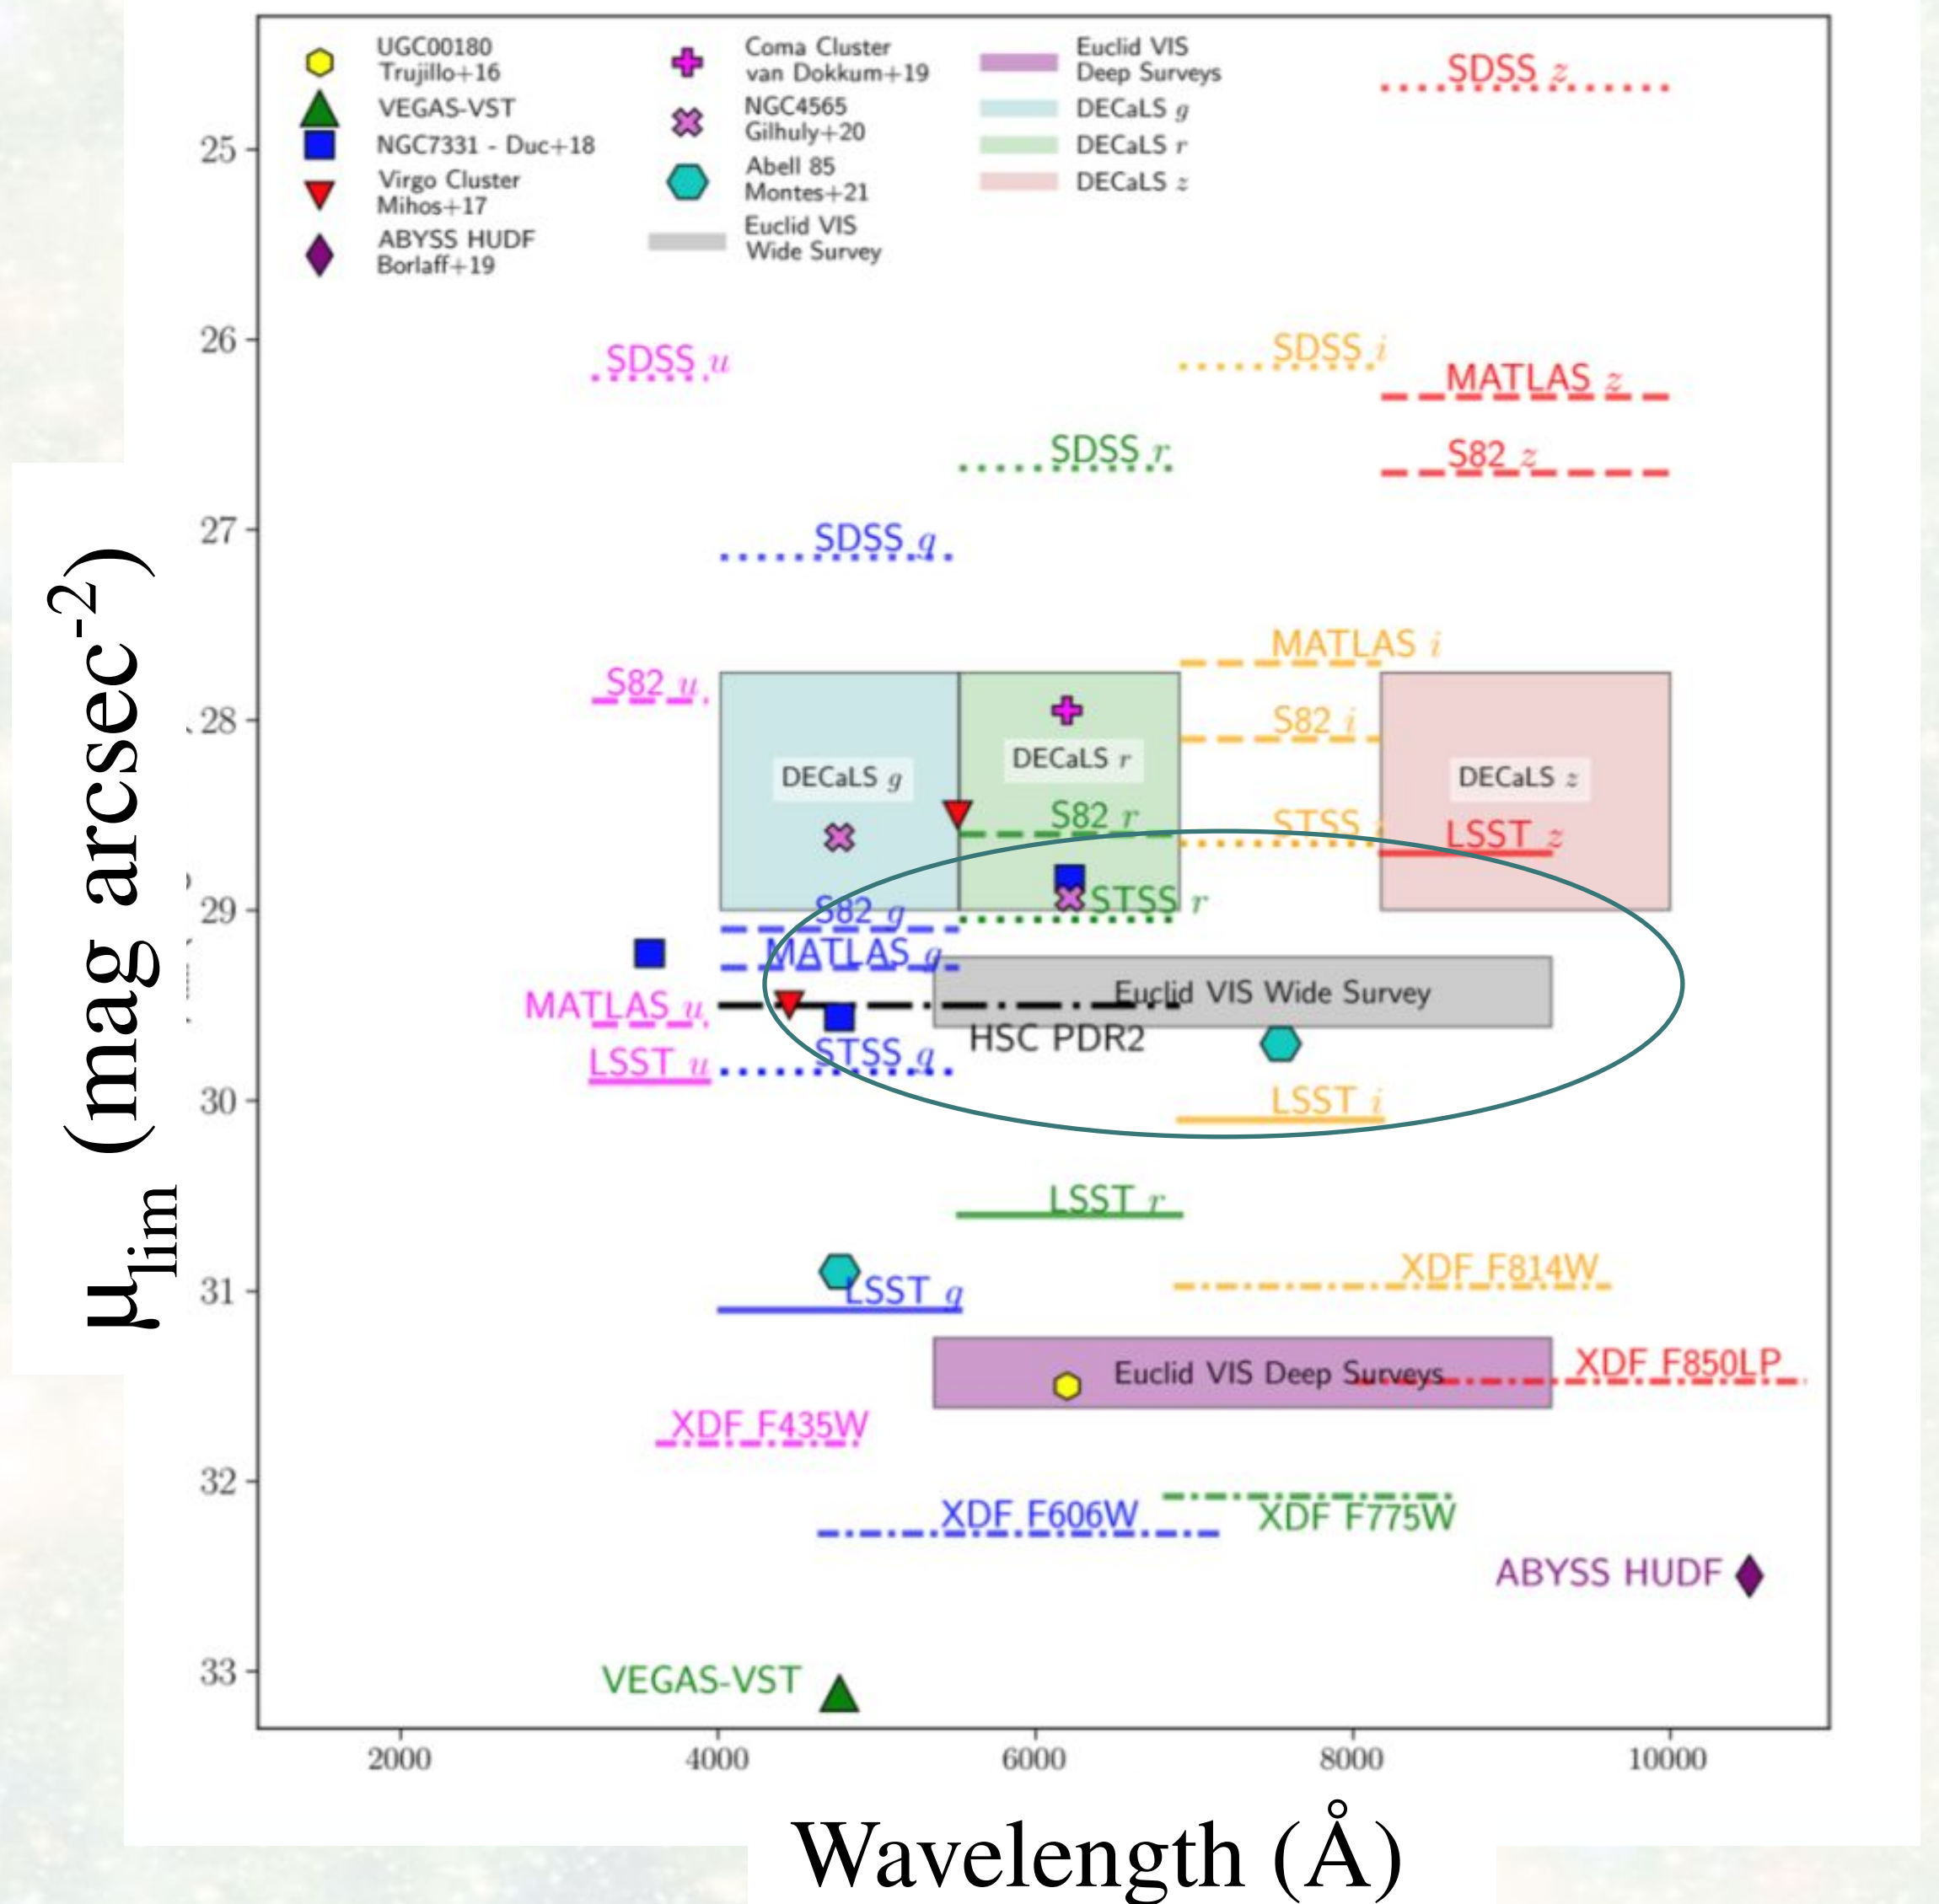 UGC00180
Trujillo+16
VEGAS-VST
NGC7331 - Duc+18
Virgo Cluster
Mihos+17
ABYSS HUDF
Borlaff+19
Coma Cluster
van Dokkum+19
NGC4565
Gilhuly+20
Abell 85
Montes+21
Euclid VIS
Wide Survey
Euclid VIS
Deep Surveys
DECaLS g
DECaLS r
DECaLS z
SDSS z
25
26
SDSS u
SDSS i
MATLAS z
SDSS r
S82 z
27
SDSS g
MATLAS i
S82 u
28
S82 i
DECaLS r
DECaLS g
DECaLS z
S82 r
STSS i
LSST z
29
S82 g
STSS r
MATLAS g
Euclid VIS Wide Survey
MATLAS u
HSC PDR2
STSS g
LSST u
30
LSST i
LSST r
XDF F814W
31
LSST g
XDF F850LP
Euclid VIS Deep Surveys
XDF F435W
32
XDF F606W
XDF F775W
ABYSS HUDF
33
VEGAS-VST
2000
4000
6000
8000
10000
μlim (mag arcsec-2)
Wavelength (Å)